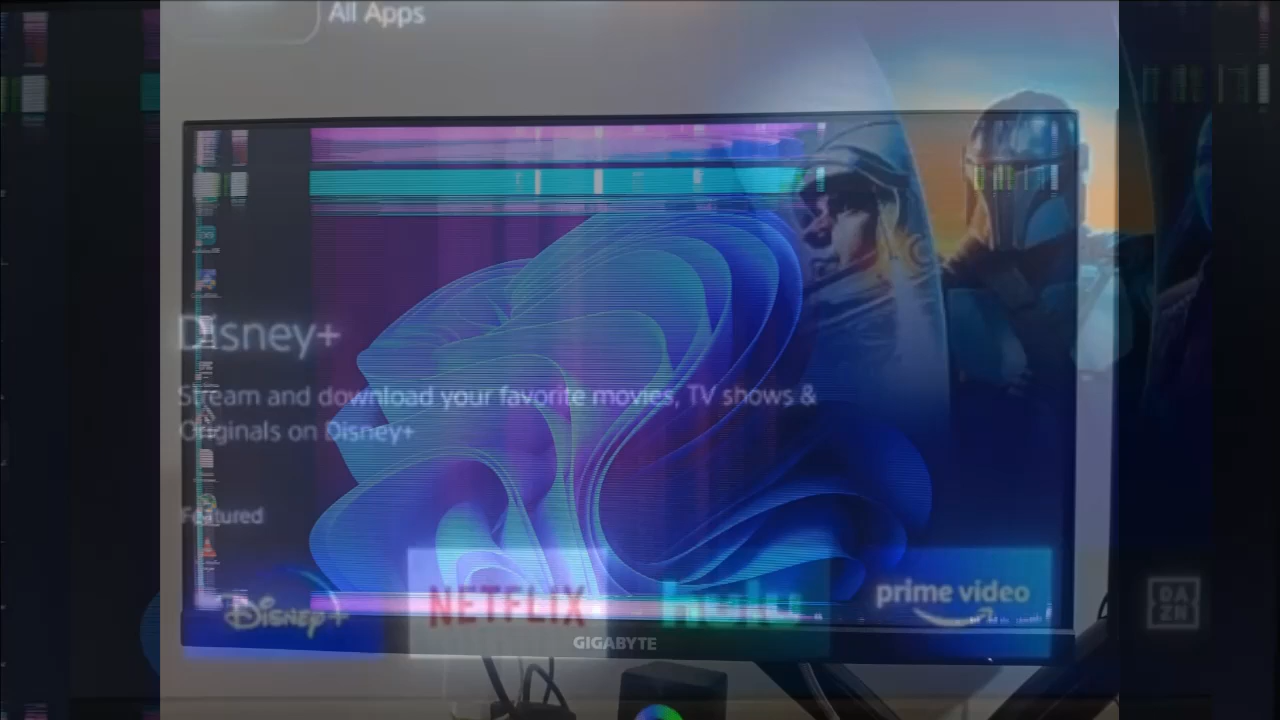 All Apps
Disney+
Stream and download your favorite movies, TV shows &
Originals on Disney+
Featured
Disney+
NETFLIX
hulu
prime video
DAZN
GIGABYTE